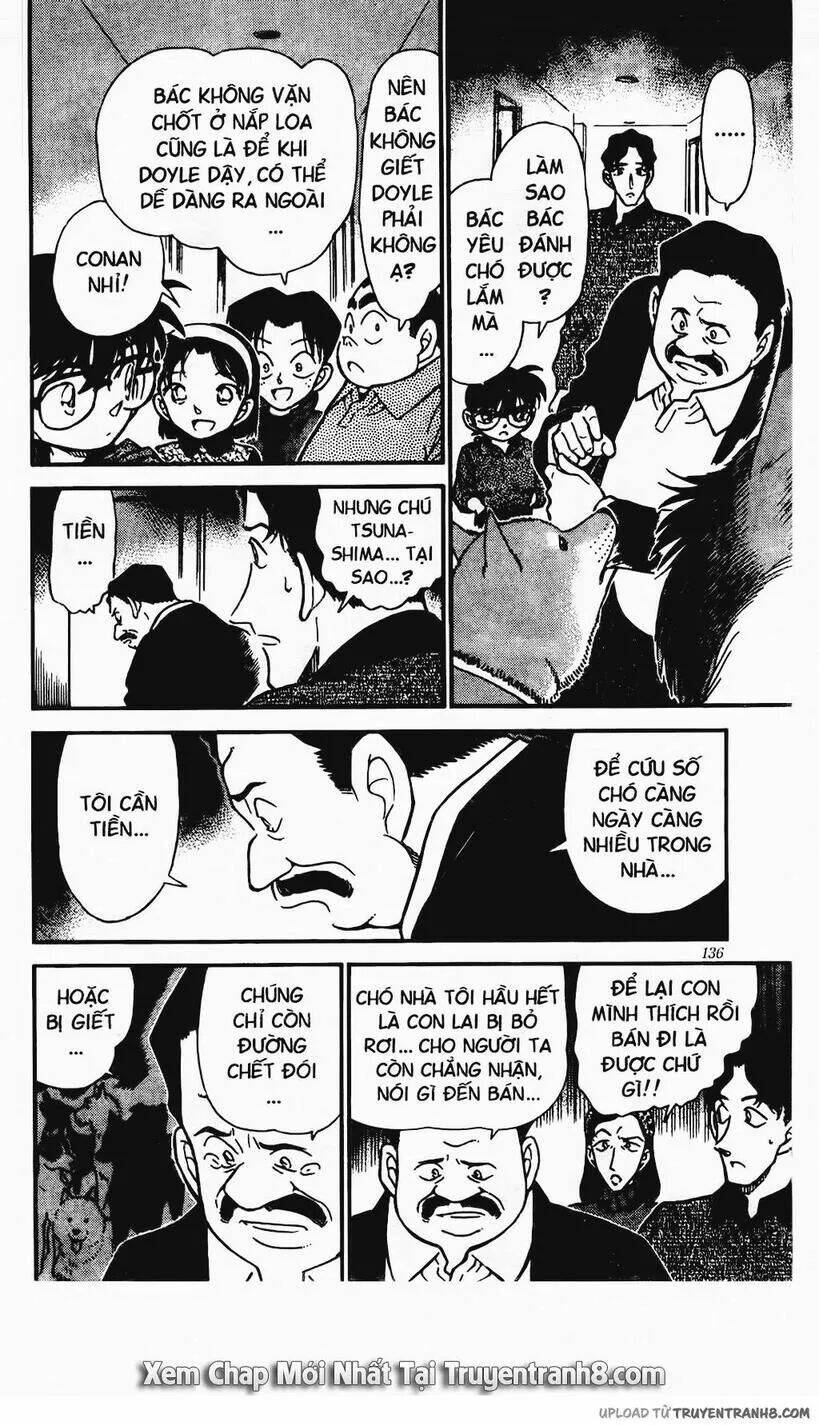 ......
LÀM
SAO
BÁC
ĐÁNH
ĐƯỢC
?
BÁC
YÊU
CHÓ
LẮM
MÀ
...
NÊN
BÁC
KHÔNG
GIẾT
DOYLE
PHẢI
KHÔNG
Ạ?
BÁC KHÔNG VẶN
CHỐT Ở NẮP LOA
CŨNG LÀ ĐỂ KHI
DOYLE DẬY, CÓ THỂ
DỄ DÀNG RA NGOÀI
...
CONAN
NHỈ!
NHƯNG CHÚ
TSUNA-
SHIMA... TẠI
SAO...?
TIỀN
...
ĐỂ CỨU SỐ
CHÓ CÀNG
NGÀY CÀNG
NHIỀU TRONG
NHÀ...
TÔI CẦN
TIỀN...
136
ĐỂ LẠI CON
MÌNH THÍCH RỒI
BÁN ĐI LÀ
ĐƯỢC CHỨ
GÌ!!
CHÓ NHÀ TÔI HẦU HẾT
LÀ CON LAI BỊ BỎ
RƠI... CHO NGƯỜI TA
CÒN CHẲNG NHẬN,
NÓI GÌ ĐẾN BÁN...
CHÚNG
CHỈ CÒN
ĐƯỜNG
CHẾT ĐÓI
...
HOẶC
BỊ GIẾT
...
Xem Chap Mới Nhất Tại Truyentranh8.com
UPLOAD TỪ TRUYENTRANH8.COM